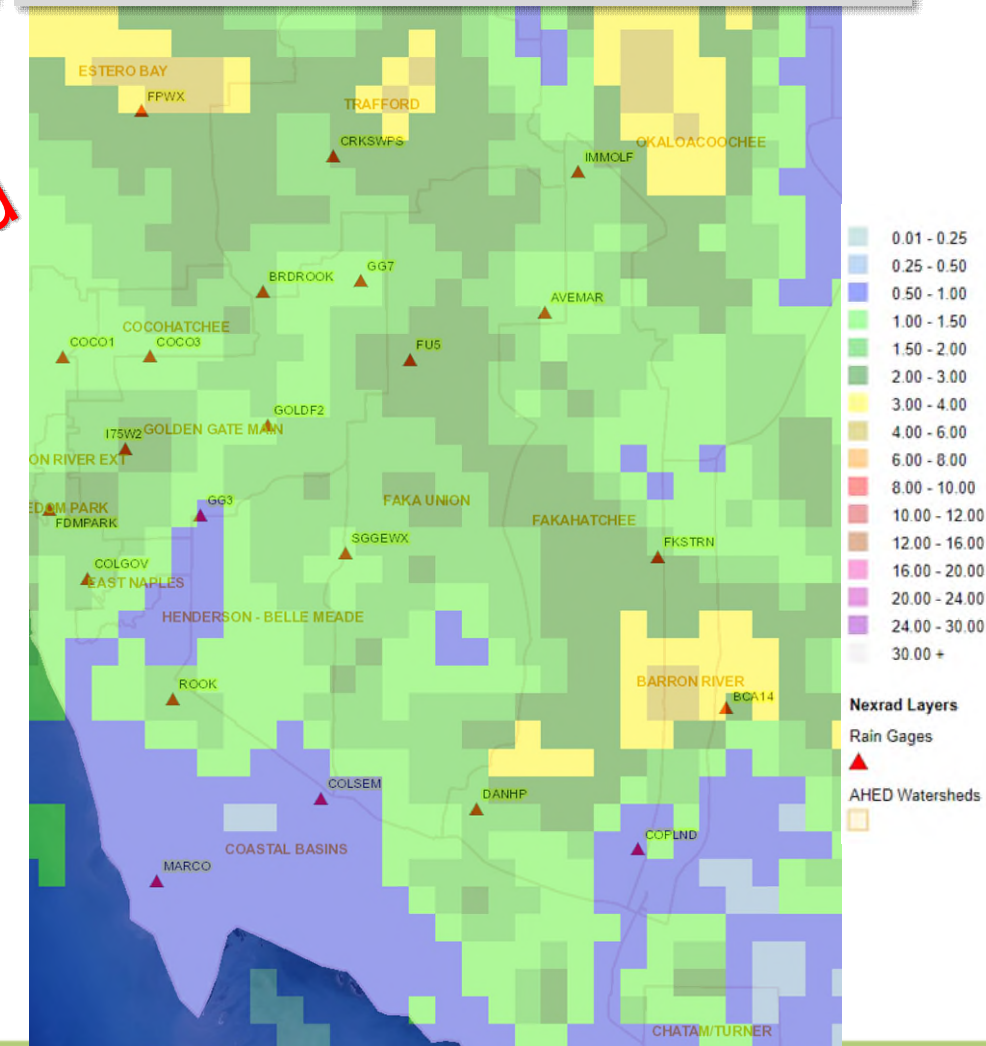 ESTERO BAY
FPWX
TRAFFORD
CRKSWPS
OKALOACOOCHEE
IMMOLF
GG7
BRDROOK
AVEMAR
COCOHATCHEE
COCO1
COCO3
FU5
GOLDF2
I75W2
GOLDEN GATE MAIN
ON RIVER EXT
GG3
FAKA UNION
EDOM PARK
FDMPARK
FAKAHATCHEE
SGGEWX
FKSTRN
COLGOV
EAST NAPLES
HENDERSON - BELLE MEADE
ROOK
BARRON RIVER
BCA14
COLSEM
DANHP
COPLND
COASTAL BASINS
MARCO
CHATAM/TURNER
0.01 - 0.25
0.25 - 0.50
0.50 - 1.00
1.00 - 1.50
1.50 - 2.00
2.00 - 3.00
3.00 - 4.00
4.00 - 6.00
6.00 - 8.00
8.00 - 10.00
10.00 - 12.00
12.00 - 16.00
16.00 - 20.00
20.00 - 24.00
24.00 - 30.00
30.00 +
Nexrad Layers
Rain Gages
AHED Watersheds